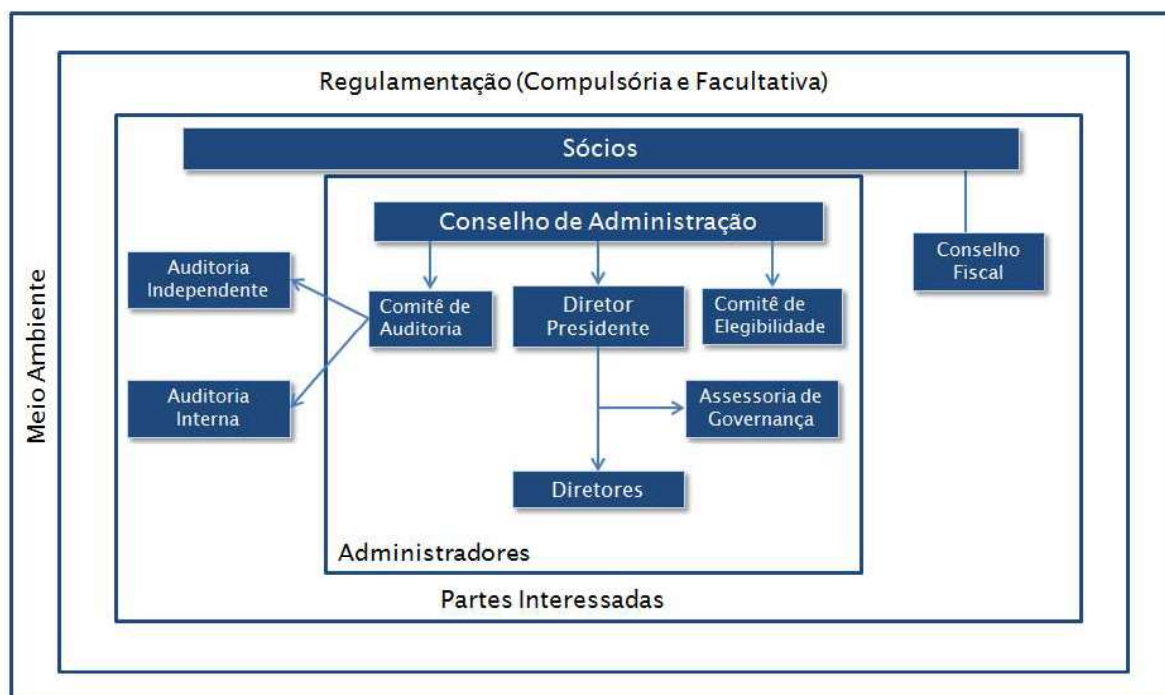 Regulamentação (Compulsória e Facultativa)
Sócios
Conselho de Administração
Auditoria
Independente
Comitê de
Auditoria
Diretor
Presidente
Comitê de
Elegibilidade
Conselho
Fiscal
Auditoria
Interna
Assessoria de
Governança
Diretores
Administradores
Partes Interessadas
Meio Ambiente